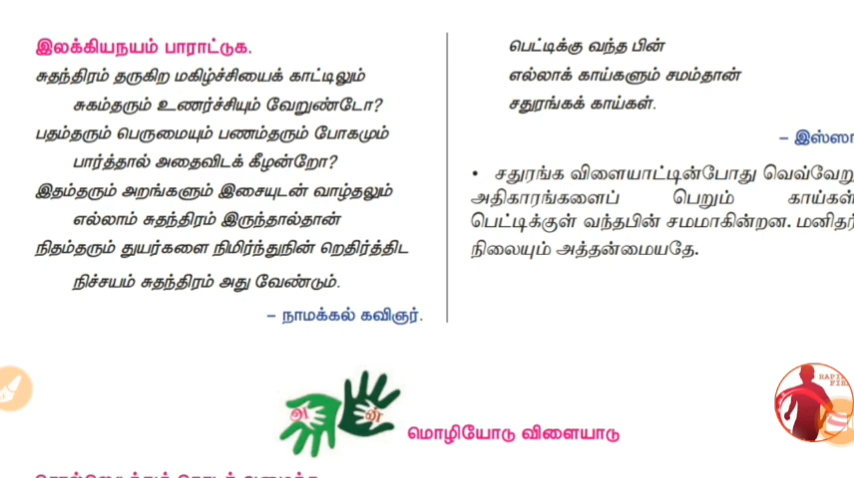 இலக்கியநயம் பாராட்டுக.
சுதந்திரம் தருகிற மகிழ்ச்சியைக் காட்டிலும்
சுகம்தரும் உணர்ச்சியும் வேறுண்டோ?
பதம்தரும் பெருமையும் பணம்தரும் போகமும்
பார்த்தால் அதைவிடக் கீழன்றோ?
இதம்தரும் அறங்களும் இசையுடன் வாழ்தலும்
எல்லாம் சுதந்திரம் இருந்தால்தான்
நிதம்தரும் துயர்களை நிமிர்ந்துநின் றெதிர்த்திட
நிச்சயம் சுதந்திரம் அது வேண்டும்.
– நாமக்கல் கவிஞர்.
பெட்டிக்கு வந்த பின்
எல்லாக் காய்களும் சமம்தான்
சதுரங்கக் காய்கள்.
– இஸ்ஸா
• சதுரங்க விளையாட்டின்போது வெவ்வேறு
அதிகாரங்களைப் பெறும் காய்கள்
பெட்டிக்குள் வந்தபின் சமமாகின்றன. மனிதர்
நிலையும் அத்தன்மையதே.
அ ன்
மொழியோடு விளையாடு